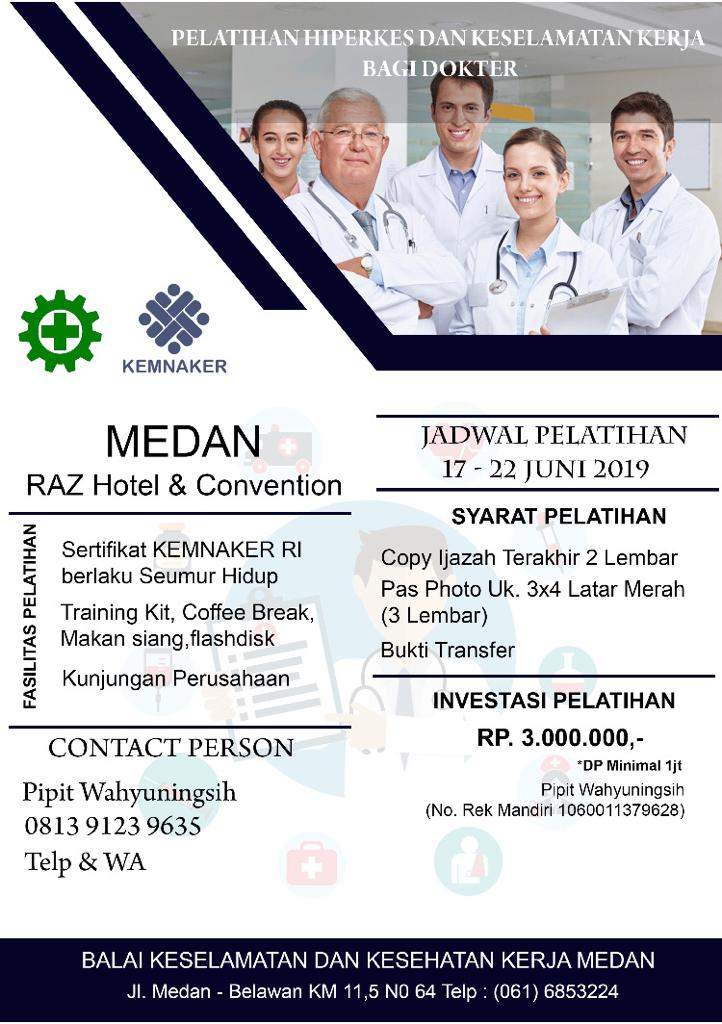 PELATIHAN HIPERKES DAN KESELAMATAN KERJA
BAGI DOKTER
KEMNAKER
MEDAN
RAZ Hotel & Convention
FASILITAS PELATIHAN
Sertifikat KEMNAKER RI
berlaku Seumur Hidup
Training Kit, Coffee Break,
Makan siang,flashdisk
Kunjungan Perusahaan
CONTACT PERSON
Pipit Wahyuningsih
0813 9123 9635
Telp & WA
JADWAL PELATIHAN
17 - 22 JUNI 2019
SYARAT PELATIHAN
Copy Ijazah Terakhir 2 Lembar
Pas Photo Uk. 3x4 Latar Merah
(3 Lembar)
Bukti Transfer
INVESTASI PELATIHAN
RP. 3.000.000,-
*DP Minimal 1jt
Pipit Wahyuningsih
(No. Rek Mandiri 1060011379628)
BALAI KESELAMATAN DAN KESEHATAN KERJA MEDAN
Jl. Medan - Belawan KM 11,5 N0 64 Telp : (061) 6853224